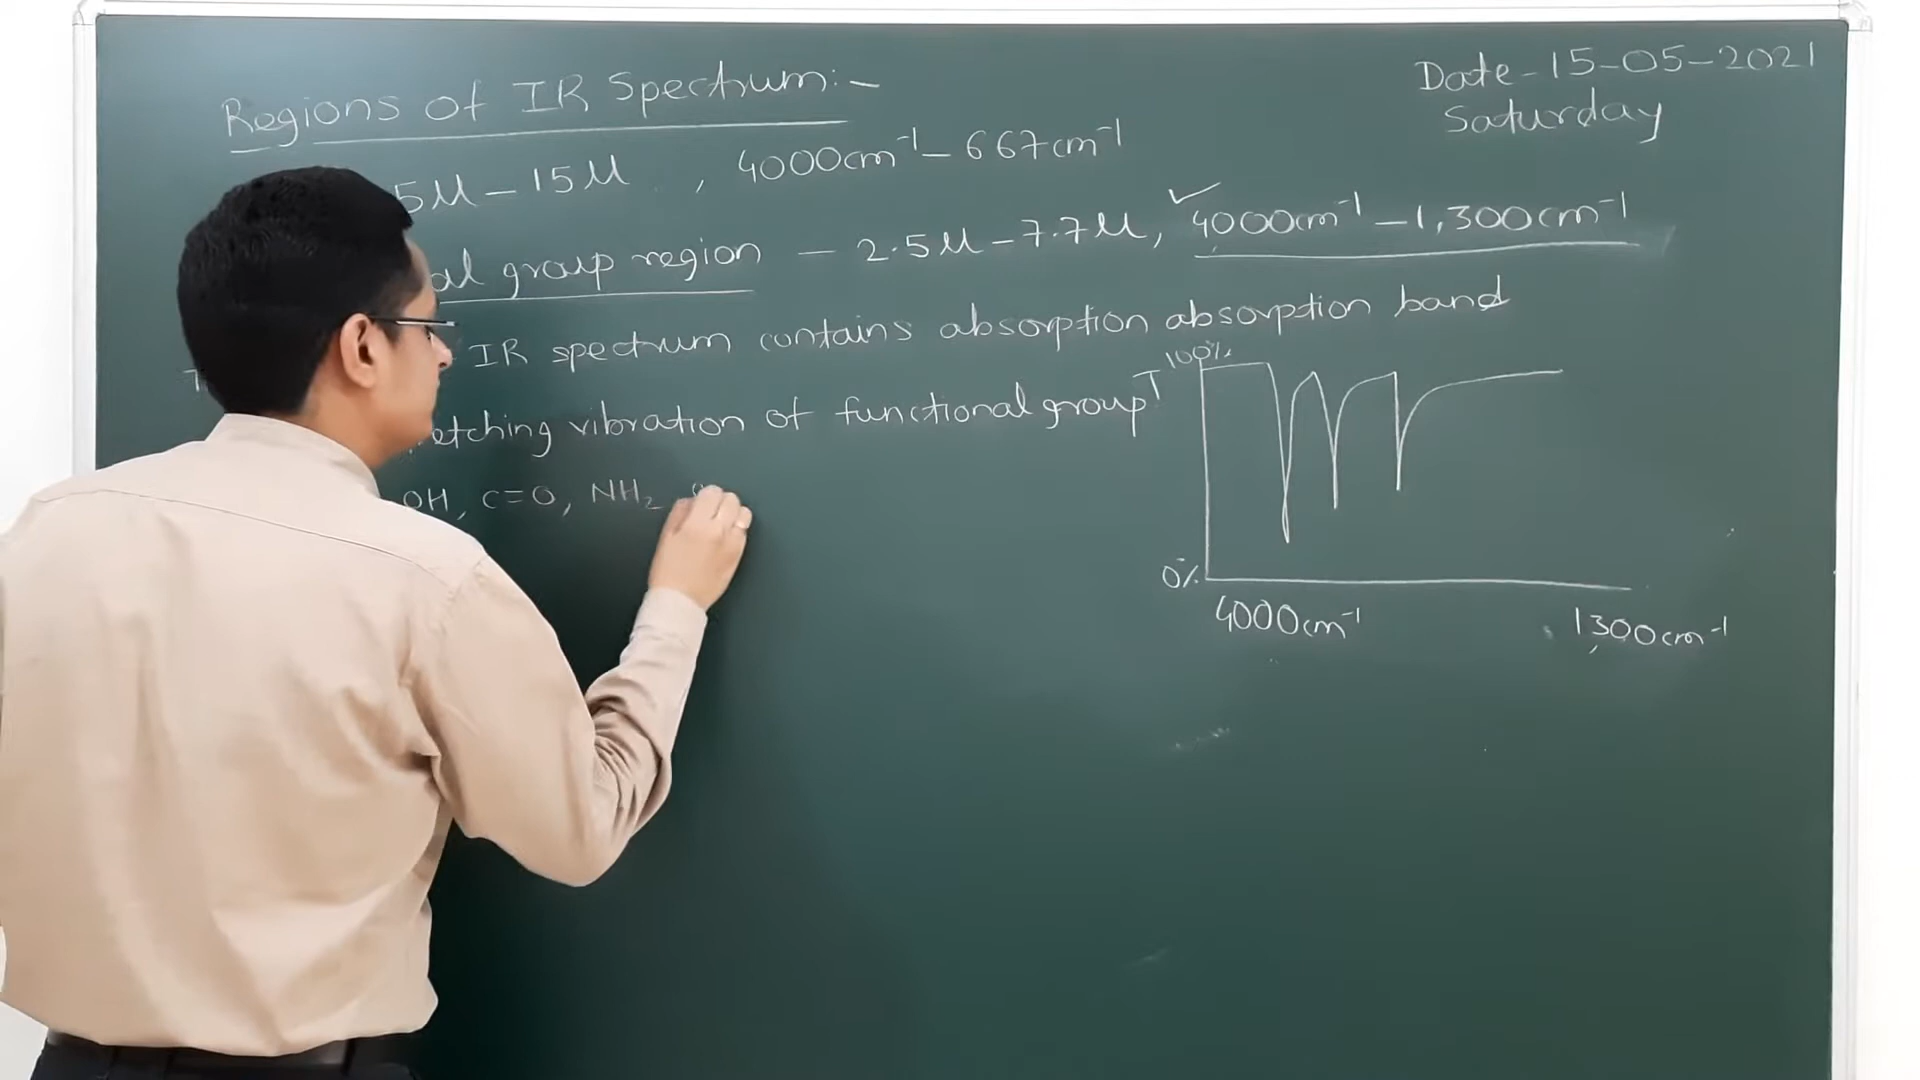 Regions of IR Spectrum:-
Date-15-05-2021
Saturday
5μ - 15μ , 4000cm⁻¹ - 667cm⁻¹
al group region - 2.5μ - 7.7μ, 4000cm⁻¹ - 1,300cm⁻¹
IR spectrum contains absorption absorption band
etching vibration of functional group
OH, C=O, NH₂
100%
T
0%
4000cm⁻¹
1,300cm⁻¹